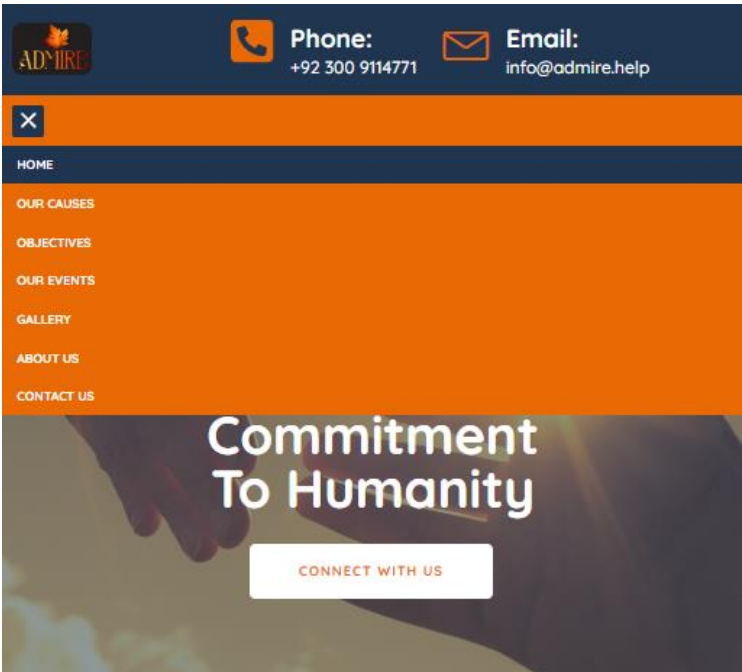 ADMIRE
Phone:
+92 300 9114771
Email:
info@admire.help
HOME
OUR CAUSES
OBJECTIVES
OUR EVENTS
GALLERY
ABOUT US
CONTACT US
Commitment
To Humanity
CONNECT WITH US